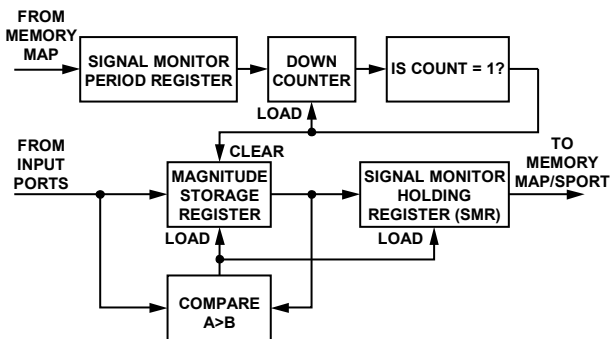 FROM
MEMORY
MAP
SIGNAL MONITOR
PERIOD REGISTER
DOWN
COUNTER
IS COUNT = 1?
LOAD
CLEAR
FROM
INPUT
PORTS
MAGNITUDE
STORAGE
REGISTER
SIGNAL MONITOR
HOLDING
REGISTER (SMR)
TO
MEMORY
MAP/SPORT
LOAD
LOAD
COMPARE
A>B